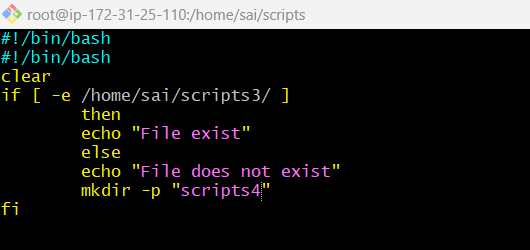 root@ip-172-31-25-110:/home/sai/scripts
#!/bin/bash
#!/bin/bash
clear
if [ -e /home/sai/scripts3/ ]
        then
        echo "File exist"
        else
        echo "File does not exist"
        mkdir -p "scripts4"
fi